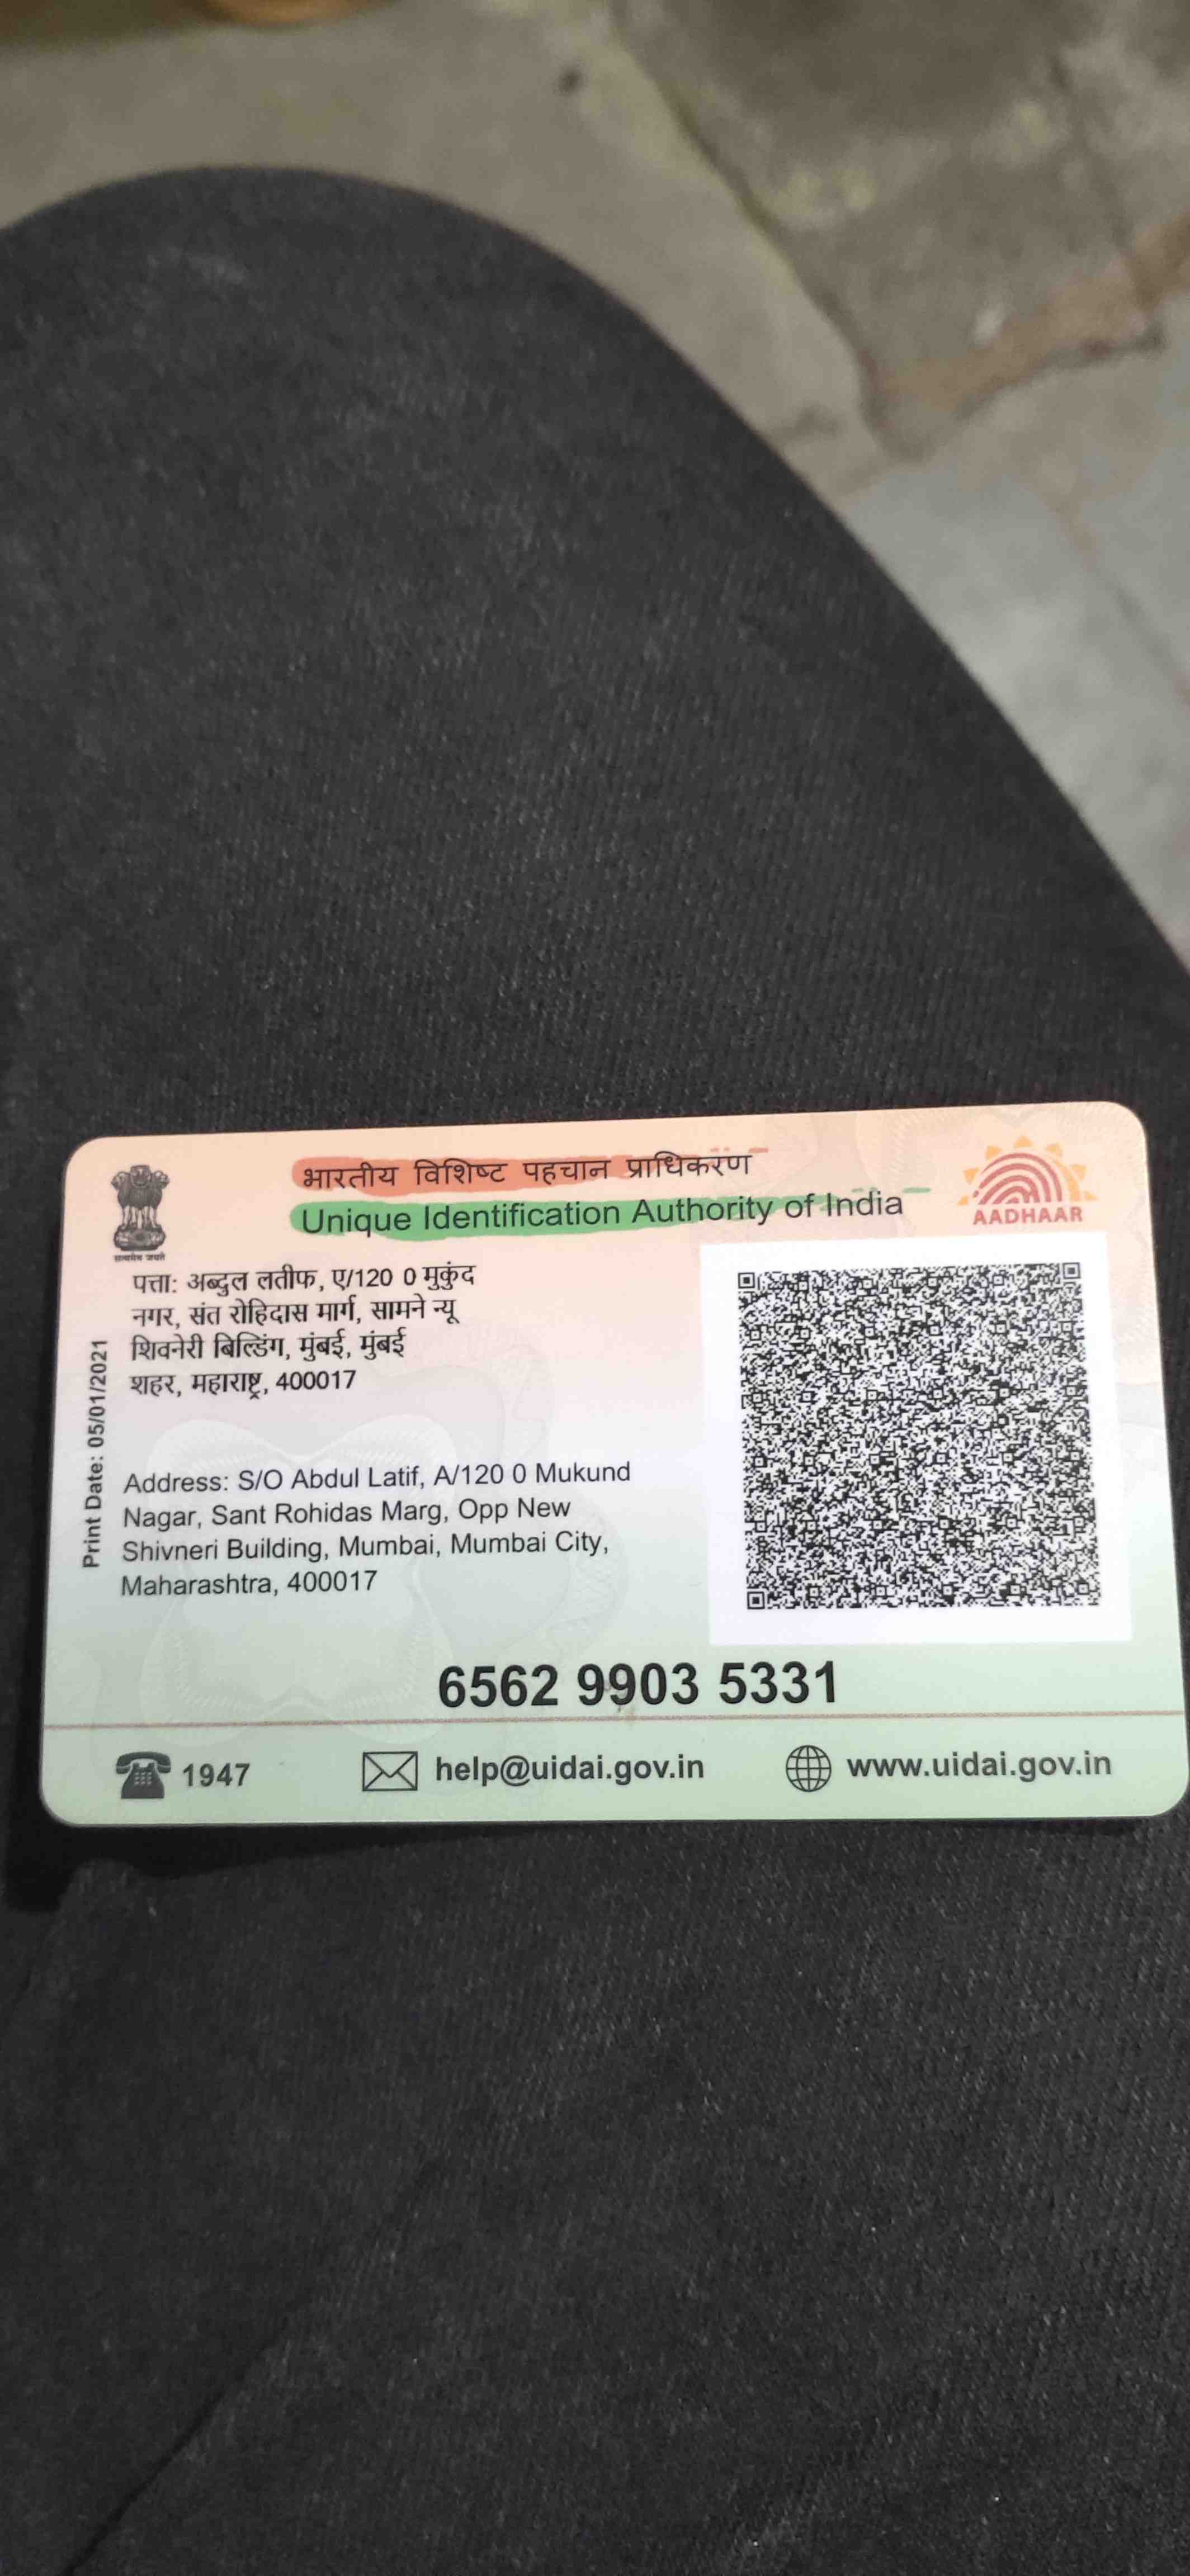 भारतीय विशिष्ट पहचान प्राधिकरण
Unique Identification Authority of India
AADHAAR
सत्यमेव जयते
पत्ता: अब्दुल लतीफ, ए/120 0 मुकुंद
नगर, संत रोहिदास मार्ग, सामने न्यू
शिवनेरी बिल्डिंग, मुंबई, मुंबई
शहर, महाराष्ट्र, 400017
Print Date: 05/01/2021
Address: S/O Abdul Latif, A/120 0 Mukund
Nagar, Sant Rohidas Marg, Opp New
Shivneri Building, Mumbai, Mumbai City,
Maharashtra, 400017
6562 9903 5331
1947
help@uidai.gov.in
www.uidai.gov.in